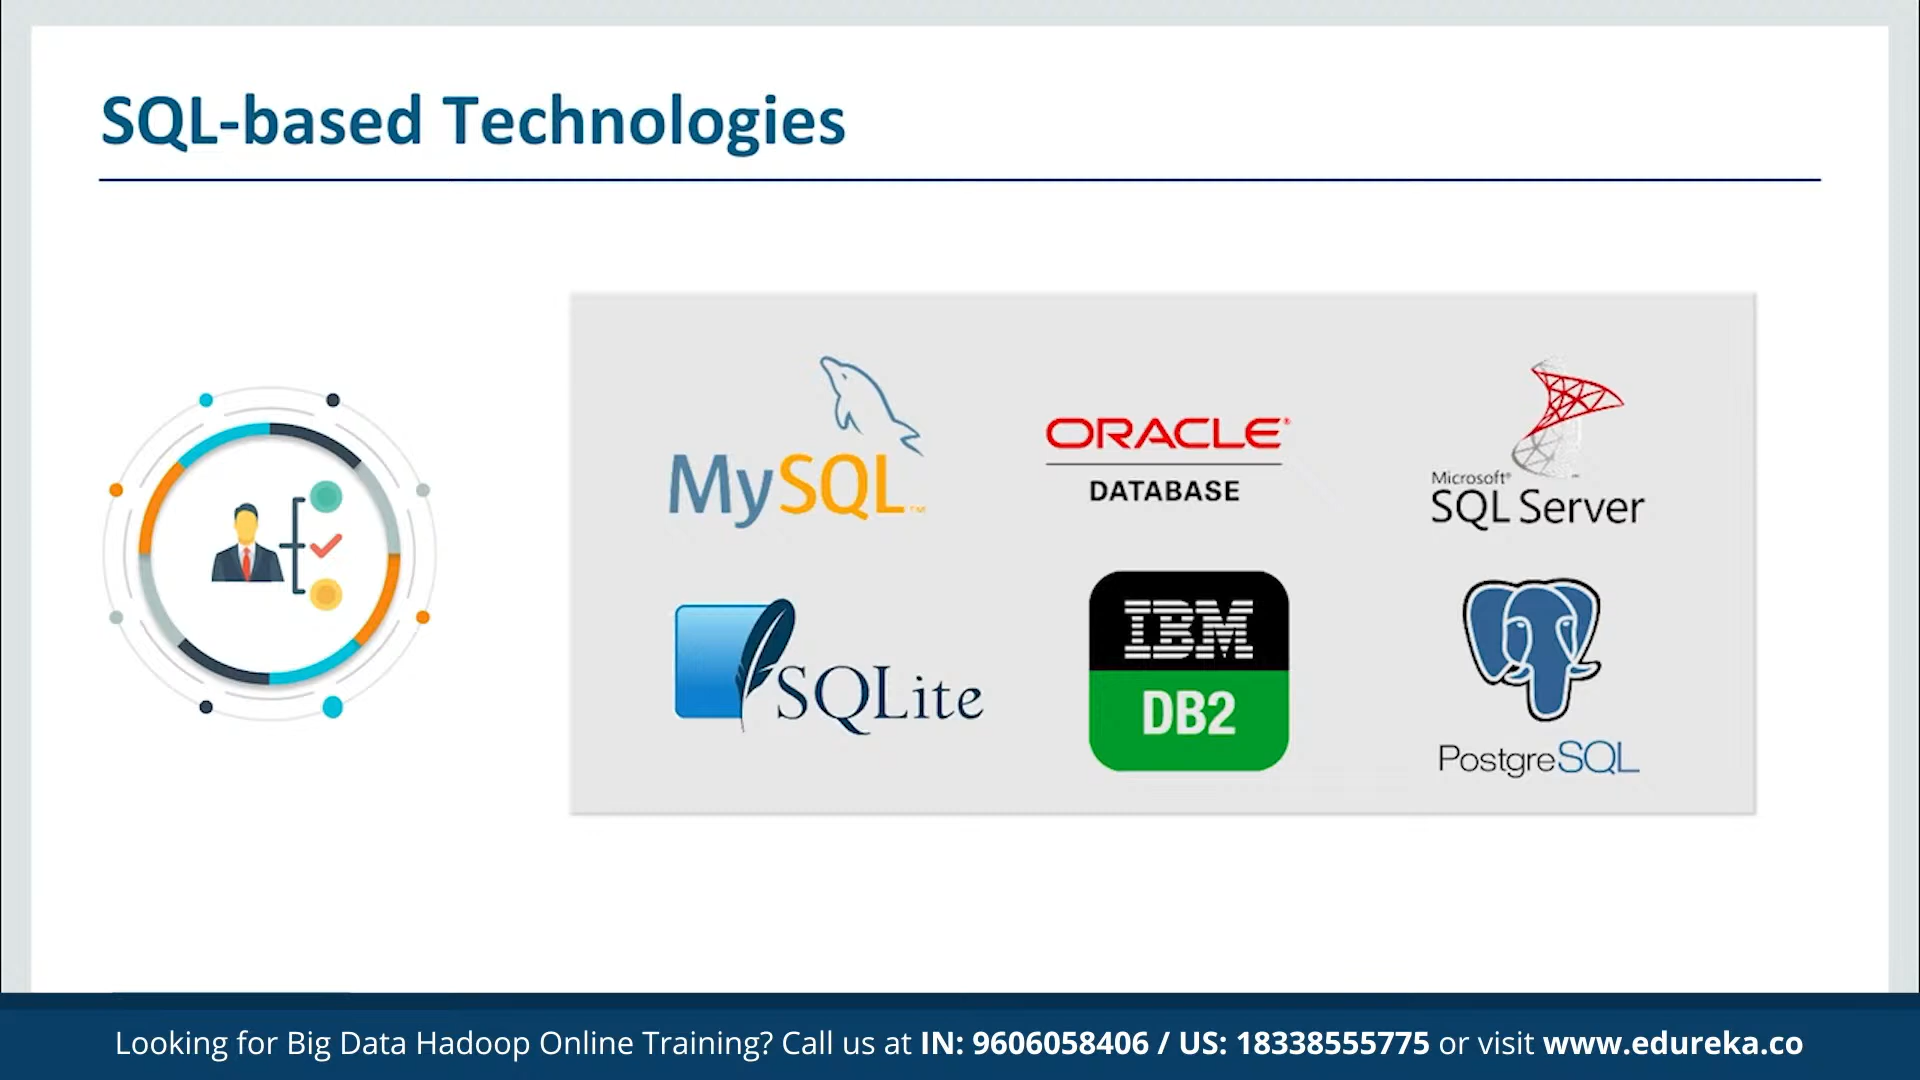 SQL-based Technologies
MySQL™
ORACLE®
DATABASE
Microsoft®
SQL Server
SQLite
IBM
DB2
PostgreSQL
Looking for Big Data Hadoop Online Training? Call us at IN: 9606058406 / US: 18338555775 or visit www.edureka.co